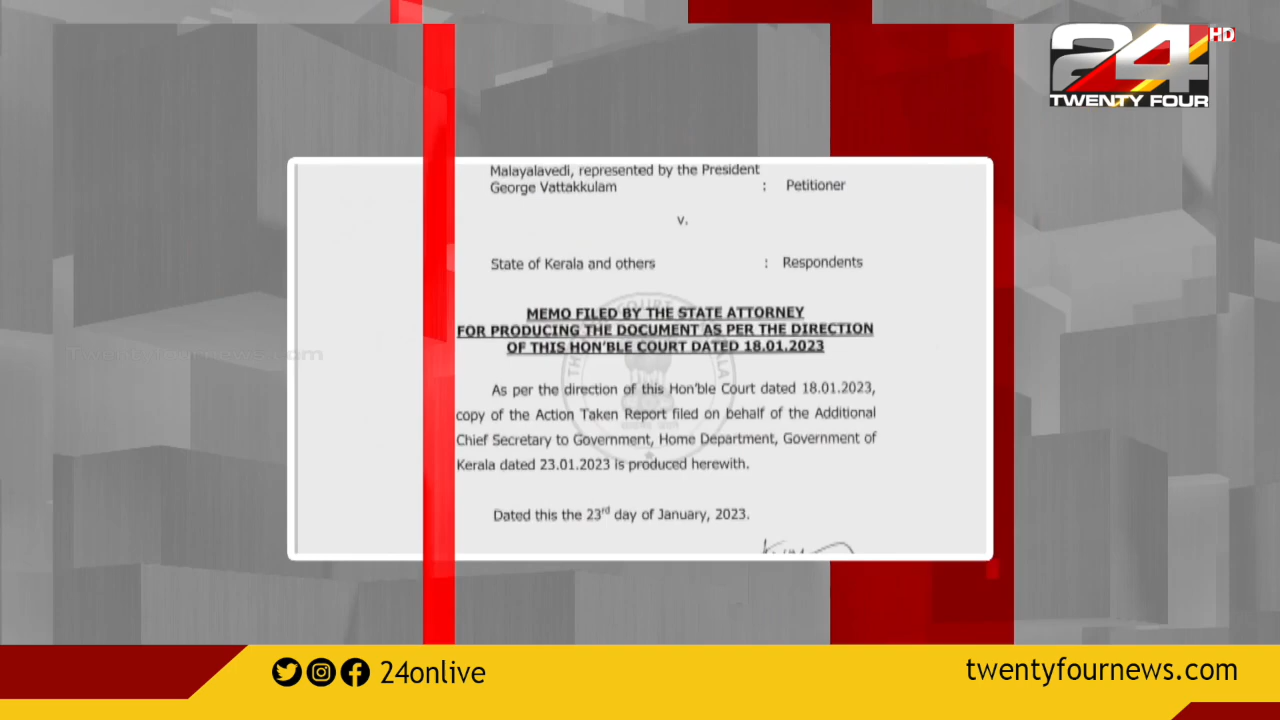 24 HD
TWENTY FOUR
Malayalavedi, represented by the President
George Vattakkulam : Petitioner
v.
State of Kerala and others : Respondents
MEMO FILED BY THE STATE ATTORNEY
FOR PRODUCING THE DOCUMENT AS PER THE DIRECTION
OF THIS HON'BLE COURT DATED 18.01.2023
Twentyfournews.com
As per the direction of this Hon'ble Court dated 18.01.2023,
copy of the Action Taken Report filed on behalf of the Additional
Chief Secretary to Government, Home Department, Government of
Kerala dated 23.01.2023 is produced herewith.
Dated this the 23rd day of January, 2023.
24onlive
twentyfournews.com